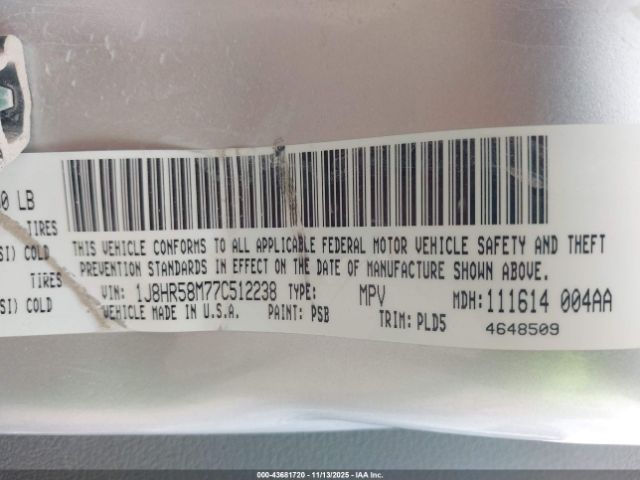 0 LB
TIRES
SI) COLD
TIRES
SI) COLD
THIS VEHICLE CONFORMS TO ALL APPLICABLE FEDERAL MOTOR VEHICLE SAFETY AND THEFT
PREVENTION STANDARDS IN EFFECT ON THE DATE OF MANUFACTURE SHOWN ABOVE.
VIN: 1J8HR58M77C512238 TYPE: MPV MDH: 111614 004AA
VEHICLE MADE IN U.S.A. PAINT: PSB TRIM: PLD5 4648509
000-43681720 | 11/13/2025 - IAA Inc.